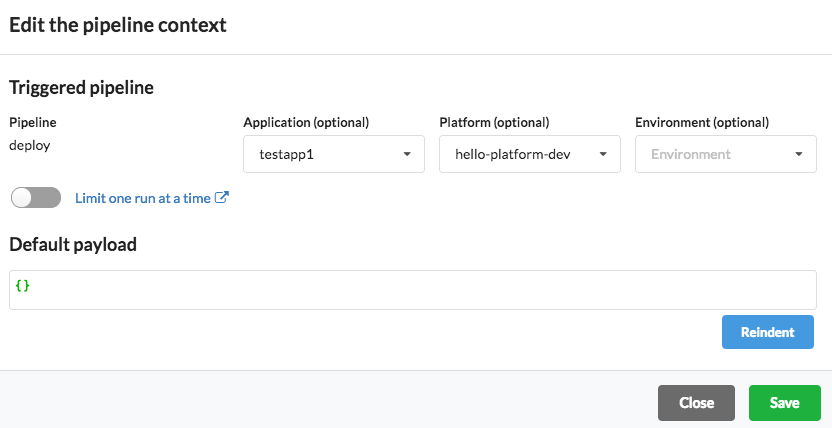 Edit the pipeline context
Triggered pipeline
Pipeline Application (optional) Platform (optional) Environment (optional)
deploy testapp1 hello-platform-dev Environment
Limit one run at a time
Default payload
{}
Reindent
Close Save